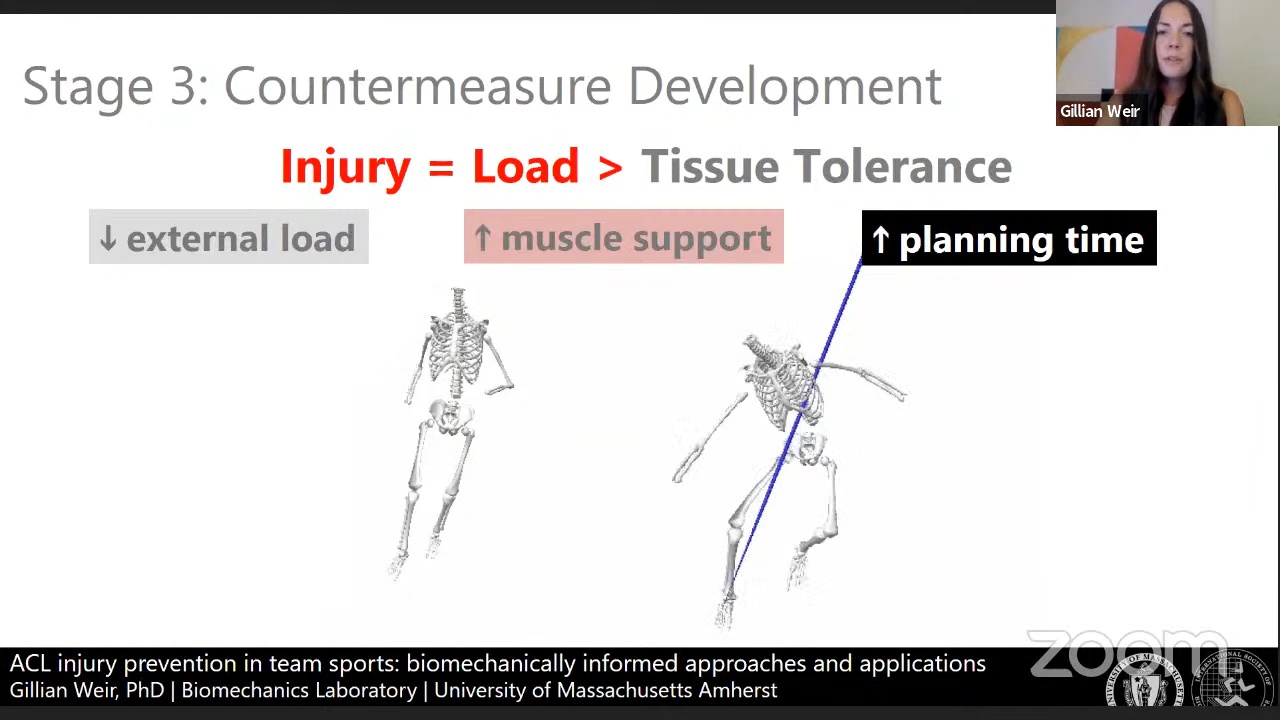 Stage 3: Countermeasure Development
Gillian Weir
Injury = Load > Tissue Tolerance
↓ external load
↑ muscle support
↑ planning time
zoom
ACL injury prevention in team sports: biomechanically informed approaches and applications
Gillian Weir, PhD | Biomechanics Laboratory | University of Massachusetts Amherst